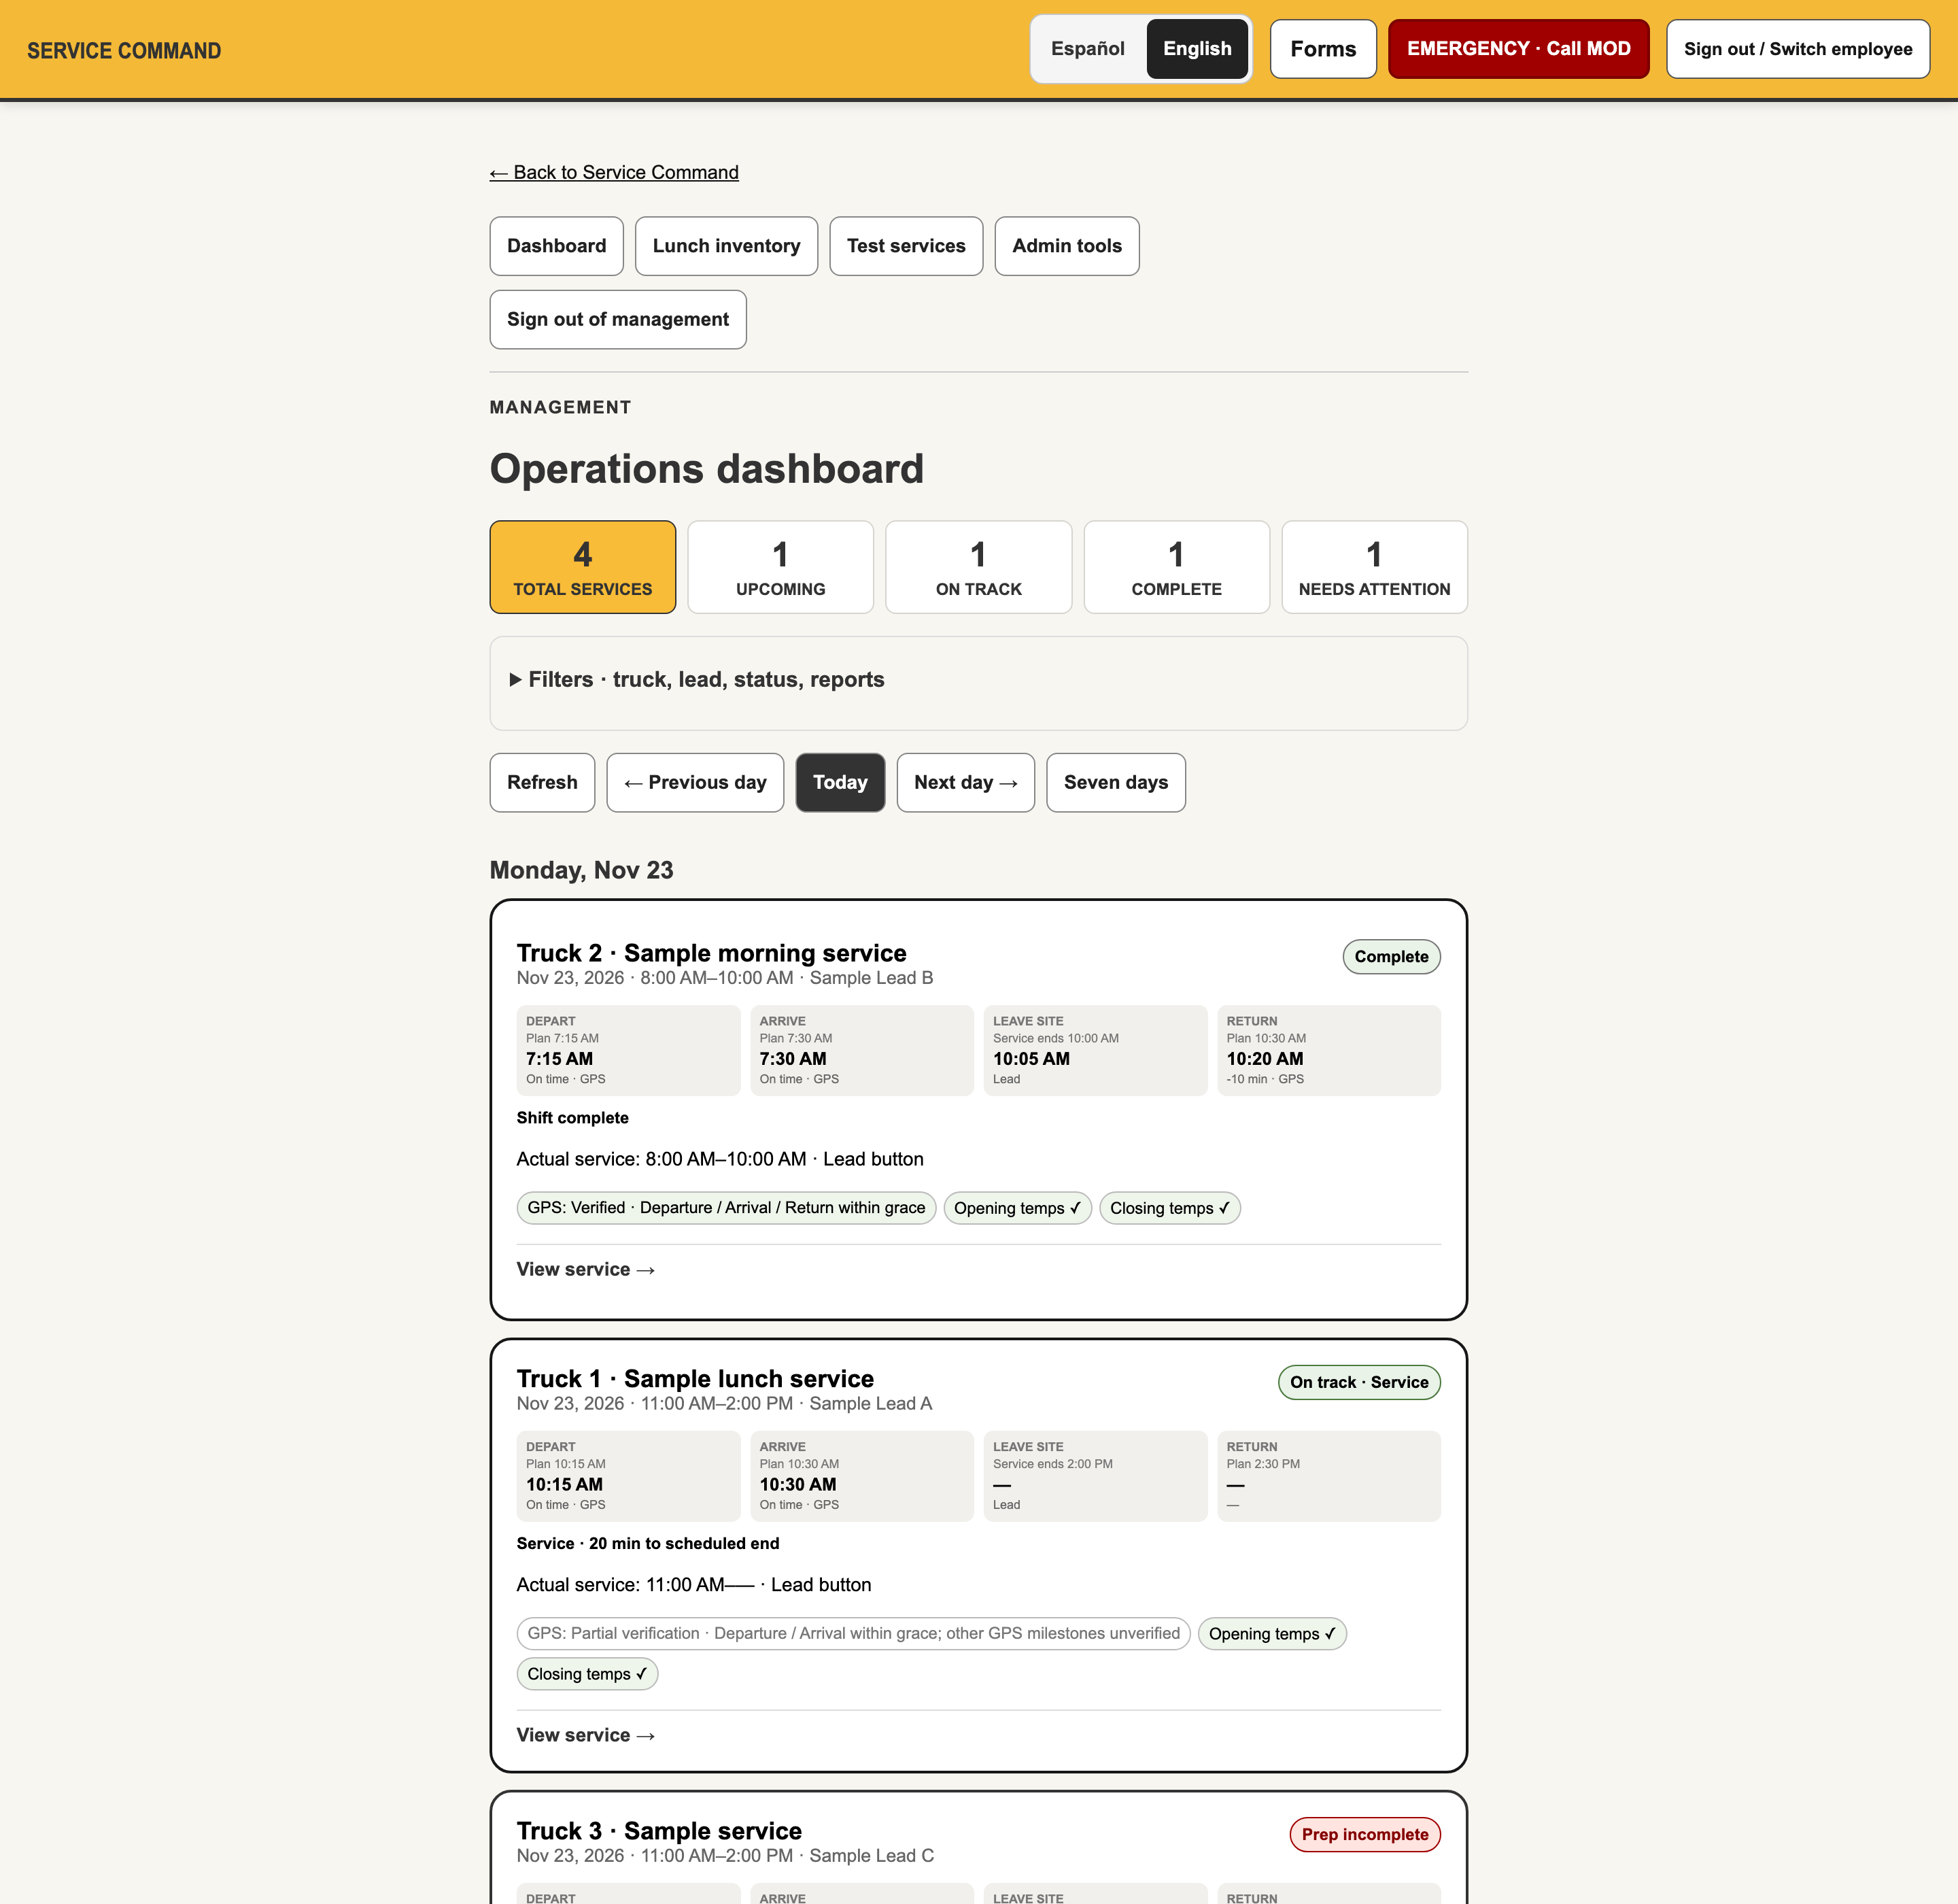 SERVICE COMMAND
Español English Forms EMERGENCY · Call MOD Sign out / Switch employee
← Back to Service Command
Dashboard Lunch inventory Test services Admin tools
Sign out of management
MANAGEMENT
Operations dashboard
4 1 1 1 1
TOTAL SERVICES UPCOMING ON TRACK COMPLETE NEEDS ATTENTION
▶ Filters · truck, lead, status, reports
Refresh ← Previous day Today Next day → Seven days
Monday, Nov 23
Truck 2 · Sample morning service Complete
Nov 23, 2026 · 8:00 AM–10:00 AM · Sample Lead B
DEPART ARRIVE LEAVE SITE RETURN
Plan 7:15 AM Plan 7:30 AM Service ends 10:00 AM Plan 10:30 AM
7:15 AM 7:30 AM 10:05 AM 10:20 AM
On time · GPS On time · GPS Lead -10 min · GPS
Shift complete
Actual service: 8:00 AM–10:00 AM · Lead button
GPS: Verified · Departure / Arrival / Return within grace Opening temps ✓ Closing temps ✓
View service →
Truck 1 · Sample lunch service On track · Service
Nov 23, 2026 · 11:00 AM–2:00 PM · Sample Lead A
DEPART ARRIVE LEAVE SITE RETURN
Plan 10:15 AM Plan 10:30 AM Service ends 2:00 PM Plan 2:30 PM
10:15 AM 10:30 AM — —
On time · GPS On time · GPS Lead —
Service · 20 min to scheduled end
Actual service: 11:00 AM–— · Lead button
GPS: Partial verification · Departure / Arrival within grace; other GPS milestones unverified Opening temps ✓
Closing temps ✓
View service →
Truck 3 · Sample service Prep incomplete
Nov 23, 2026 · 11:00 AM–2:00 PM · Sample Lead C
DEPART ARRIVE LEAVE SITE RETURN